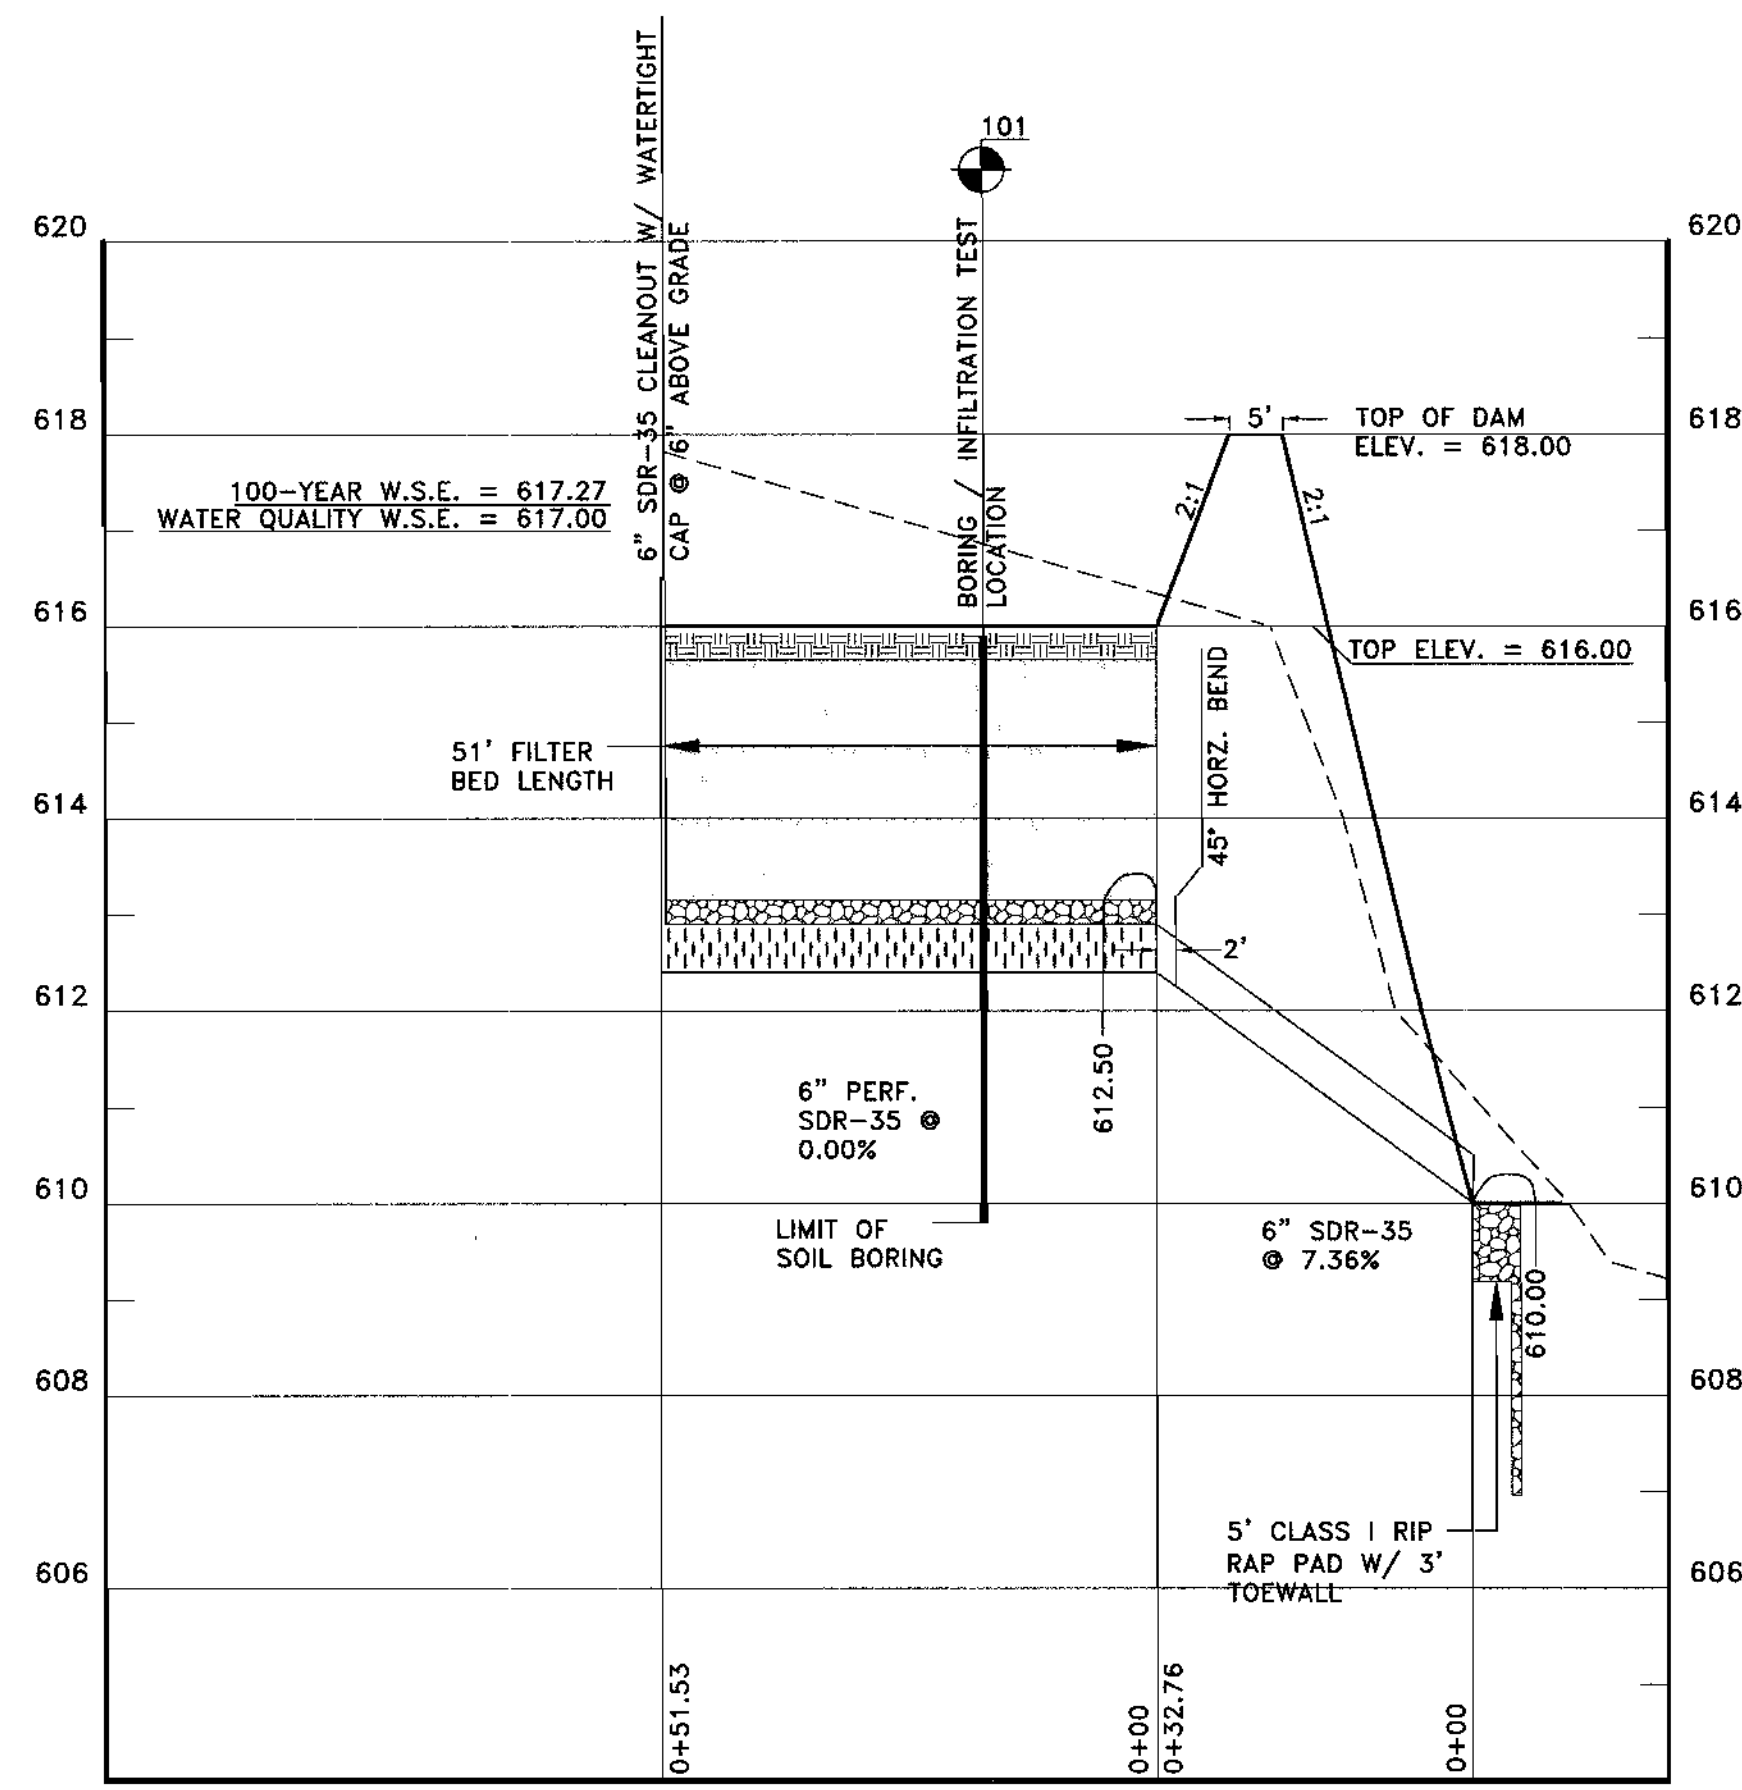 6" SDR-35 CLEANOUT W/ WATERTIGHT
CAP @ 6" ABOVE GRADE
101
BORING / INFILTRATION TEST
LOCATION
620
620
618
618
5'
TOP OF DAM
ELEV. = 618.00
100-YEAR W.S.E. = 617.27
WATER QUALITY W.S.E. = 617.00
2:1
2:1
616
616
TOP ELEV. = 616.00
45° HORZ. BEND
51' FILTER
BED LENGTH
614
614
2'
612
612
612.50
6" PERF.
SDR-35 @
0.00%
610
610
LIMIT OF
SOIL BORING
6" SDR-35
@ 7.36%
610.00
608
608
5' CLASS I RIP
RAP PAD W/ 3'
TOEWALL
606
606
0+51.53
0+00
0+32.76
0+00